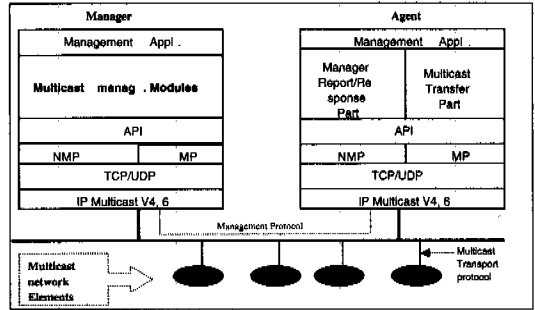 Manager
Management Appl .
Multicast manag . Modules
API
NMP MP
TCP/UDP
IP Multicast V4, 6
Agent
Management Appl .
Manager
Report/Re
sponse
Part
Multicast
Transfer
Part
API
NMP MP
TCP/UDP
IP Multicast V4, 6
Management Protocol
Multicast
network
Elements
Multicast
Transport
protocol